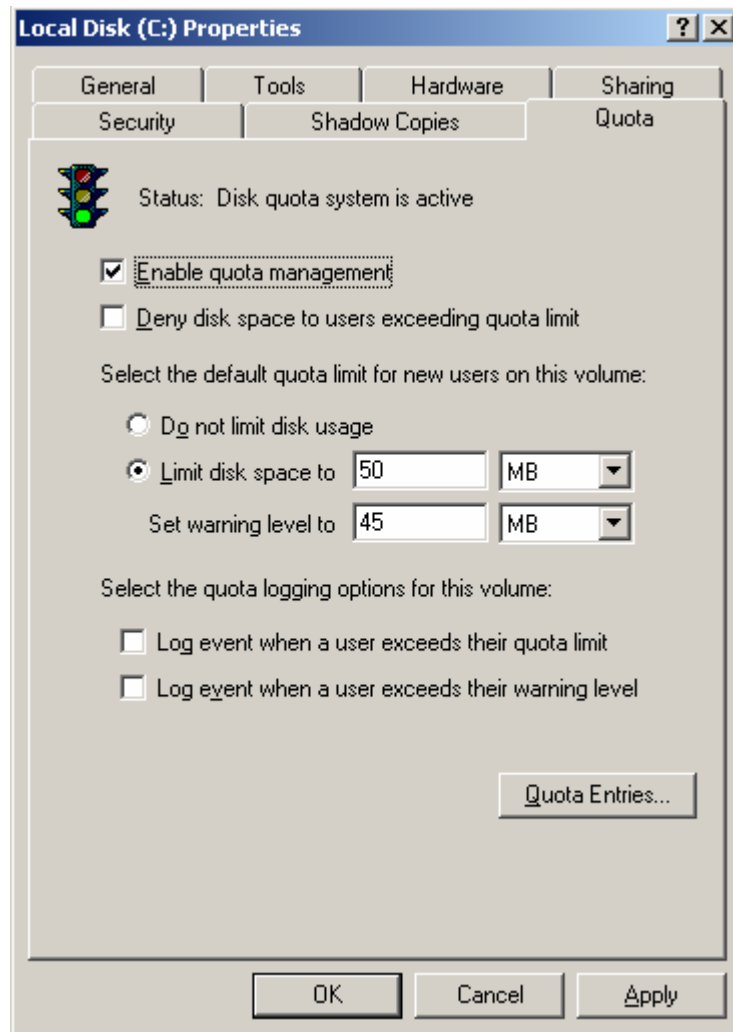 Local Disk (C:) Properties
General Tools Hardware Sharing
Security Shadow Copies Quota
Status: Disk quota system is active
Enable quota management
Deny disk space to users exceeding quota limit
Select the default quota limit for new users on this volume:
Do not limit disk usage
Limit disk space to 50 MB
Set warning level to 45 MB
Select the quota logging options for this volume:
Log event when a user exceeds their quota limit
Log event when a user exceeds their warning level
Quota Entries...
OK Cancel Apply